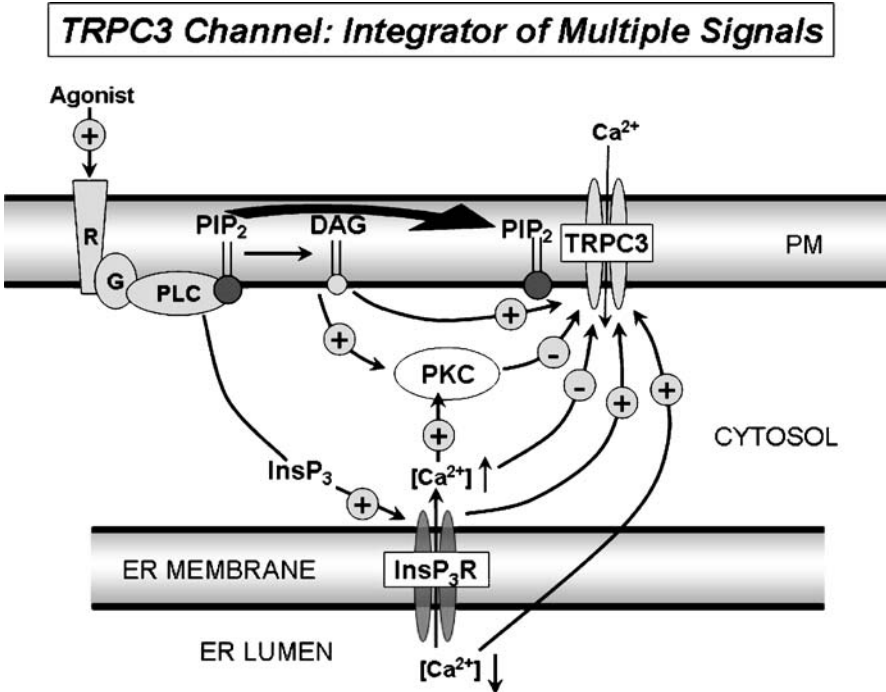 TRPC3 Channel: Integrator of Multiple Signals
Agonist
+
Ca²⁺
R
PIP₂
DAG
PIP₂
TRPC3
PM
G
PLC
+
+
-
PKC
-
+
+
+
CYTOSOL
InsP₃
[Ca²⁺]↑
+
ER MEMBRANE
InsP₃R
ER LUMEN
[Ca²⁺]↓